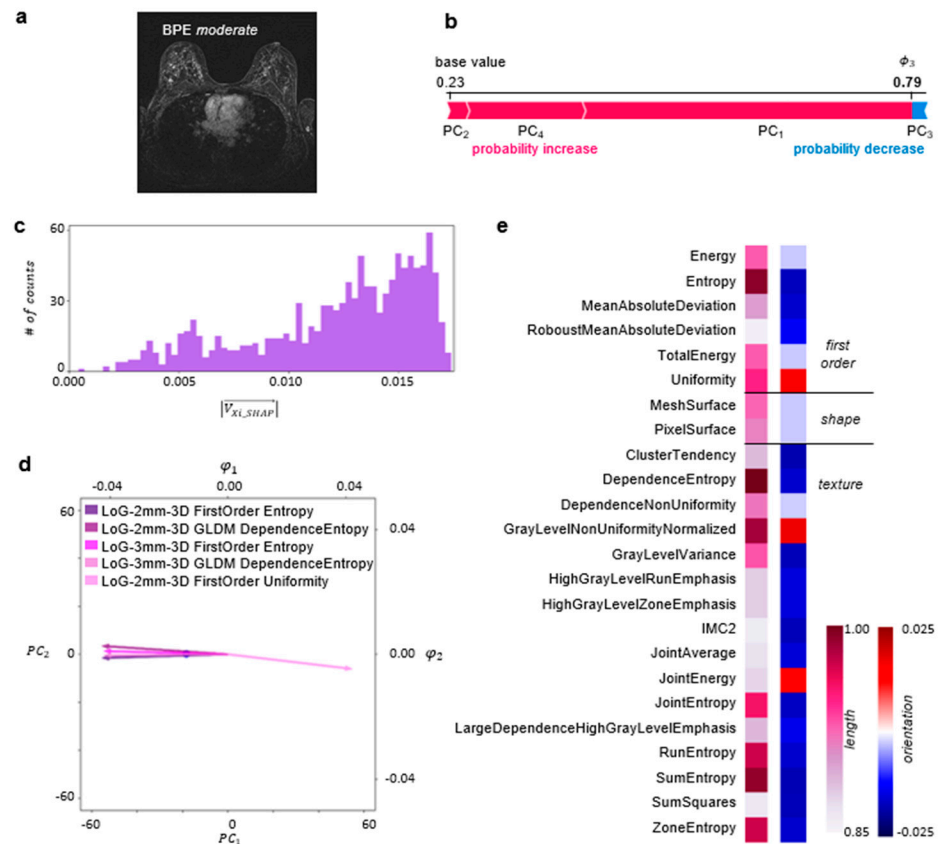 a
BPE moderate
b
base value
ϕ3
0.23
0.79
PC2
PC4
PC1
PC3
probability increase
probability decrease
c
60
30
0
# of counts
0.000
0.005
0.010
0.015
|V⃗Xi_SHAP|
d
φ1
-0.04
0.00
0.04
60
0
-60
PC2
LoG-2mm-3D FirstOrder Entropy
LoG-2mm-3D GLDM DependenceEntopy
LoG-3mm-3D FirstOrder Entropy
LoG-3mm-3D GLDM DependenceEntopy
LoG-2mm-3D FirstOrder Uniformity
0.04
0.00
φ2
-0.04
-60
0
60
PC1
e
Energy
Entropy
MeanAbsoluteDeviation
RoboustMeanAbsoluteDeviation
TotalEnergy
Uniformity
first
order
MeshSurface
PixelSurface
shape
ClusterTendency
DependenceEntropy
texture
DependenceNonUniformity
GrayLevelNonUniformityNormalized
GrayLevelVariance
HighGrayLevelRunEmphasis
HighGrayLevelZoneEmphasis
IMC2
JointAverage
JointEnergy
JointEntropy
LargeDependenceHighGrayLevelEmphasis
RunEntropy
SumEntropy
SumSquares
ZoneEntropy
1.00
length
0.85
0.025
orientation
-0.025